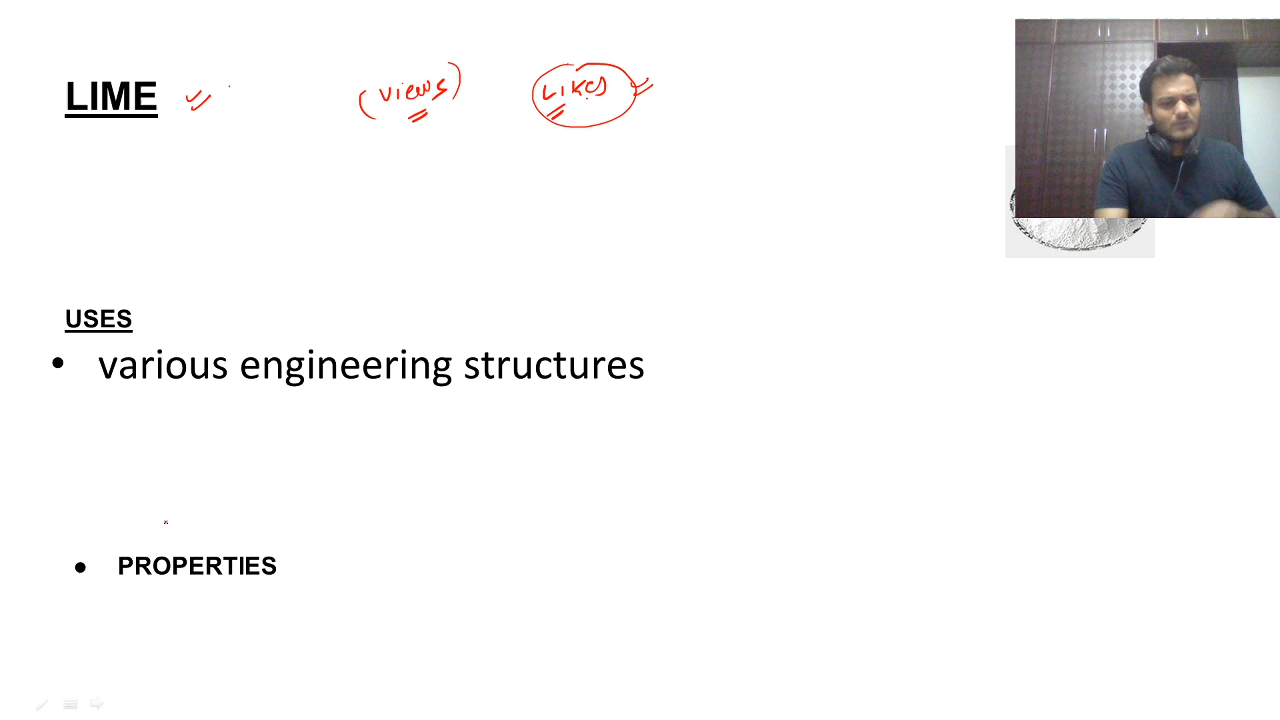 LIME (views) Likes
USES
• various engineering structures
• PROPERTIES